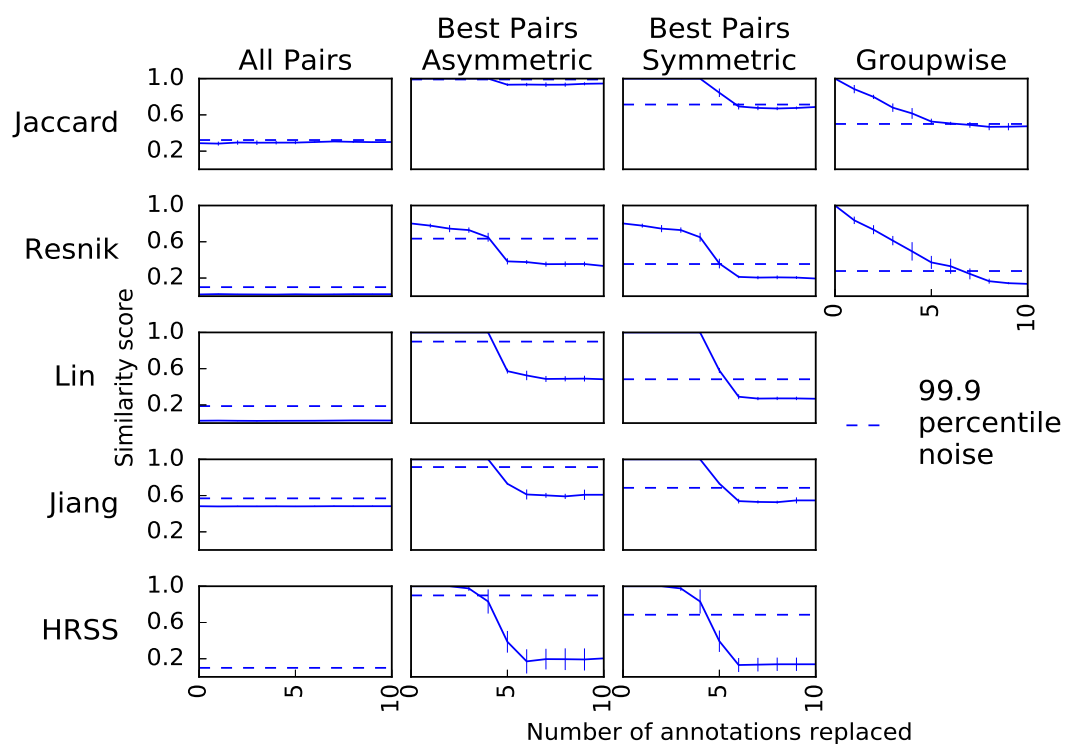 Best Pairs Best Pairs
All Pairs Asymmetric Symmetric Groupwise
Jaccard
1.0
0.6
0.2
Resnik
1.0
0.6
0.2
0 5 10
Lin
1.0
0.6
0.2
Jiang
1.0
0.6
0.2
HRSS
1.0
0.6
0.2
0 5 10 0 5 10 0 5 10
Similarity score
Number of annotations replaced
99.9
percentile
noise